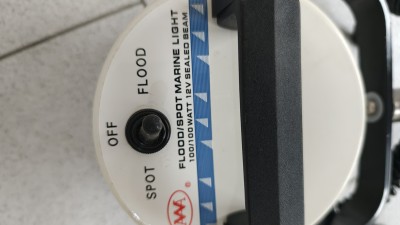 SPOT
OFF
FLOOD
FLOOD/SPOT MARINE LIGHT
100/100WATT 12V SEALED BEAM